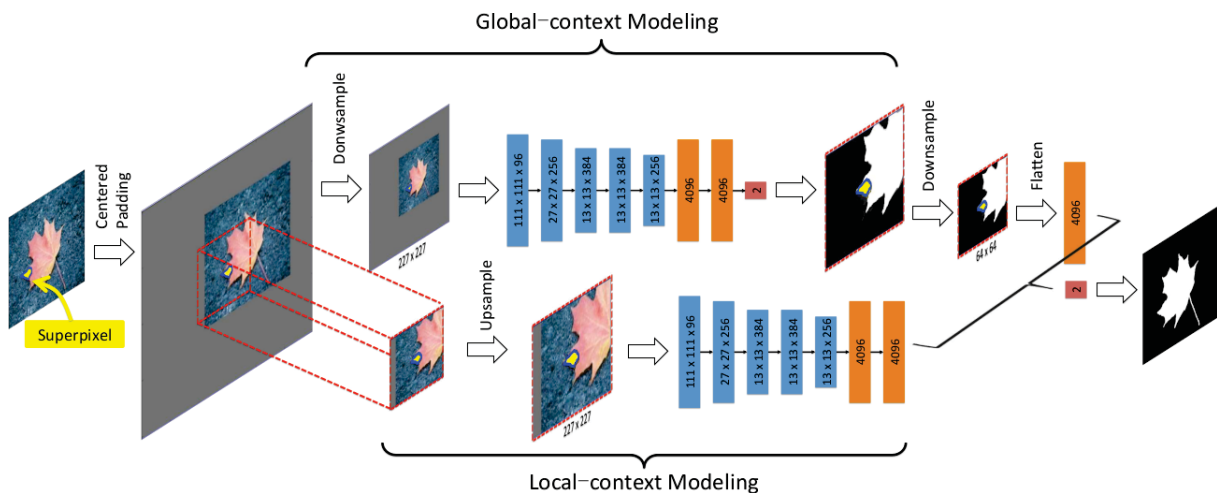 Global-context Modeling
Centered
Padding
Superpixel
Donwsample
227 x 227
111 x 111 x 96
27 x 27 x 256
13 x 13 x 384
13 x 13 x 384
13 x 13 x 256
4096
4096
2
Downsample
64 x 64
Flatten
4096
2
Upsample
227 x 227
111 x 111 x 96
27 x 27 x 256
13 x 13 x 384
13 x 13 x 384
13 x 13 x 256
4096
4096
Local-context Modeling